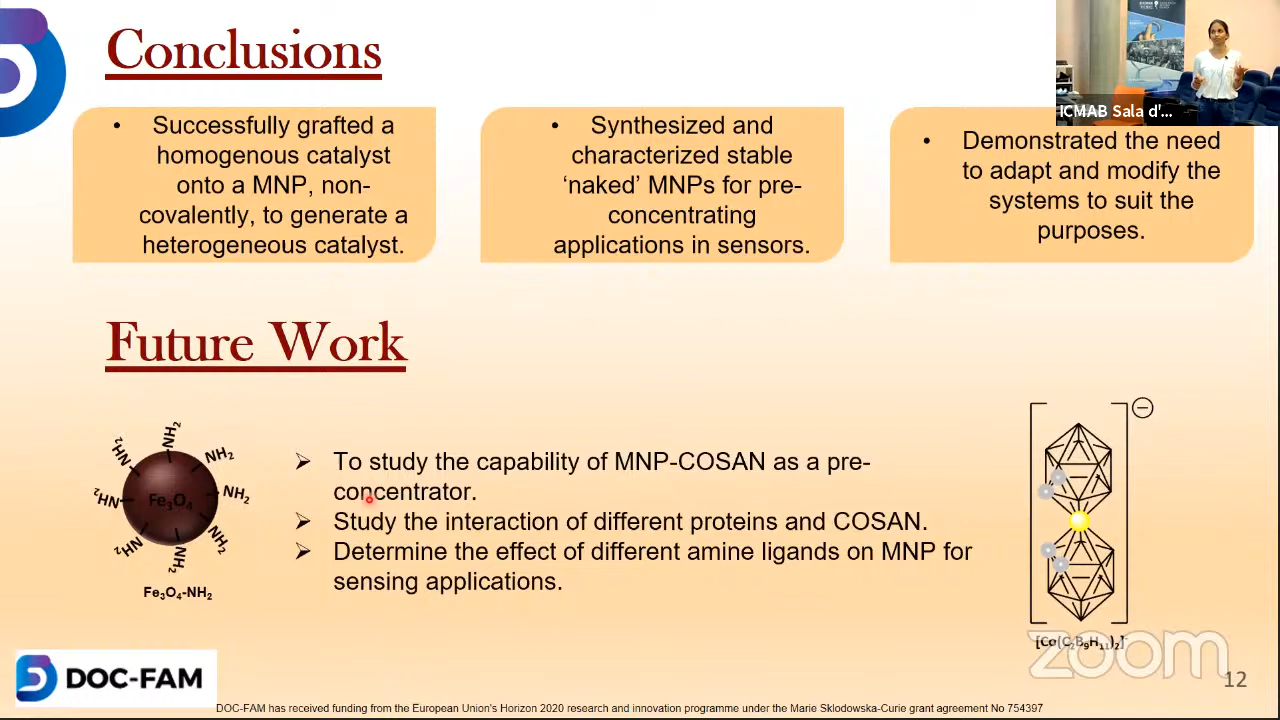 Conclusions
ICMAB Sala d'...
• Successfully grafted a
homogenous catalyst
onto a MNP, non-
covalently, to generate a
heterogeneous catalyst.
• Synthesized and
characterized stable
‘naked’ MNPs for pre-
concentrating
applications in sensors.
• Demonstrated the need
to adapt and modify the
systems to suit the
purposes.
Future Work
NH₂
NH₂
NH₂
NH₂
NH₂
NH₂
NH₂
NH₂
Fe₃O₄
Fe₃O₄-NH₂
➢ To study the capability of MNP-COSAN as a pre-
concentrator.
➢ Study the interaction of different proteins and COSAN.
➢ Determine the effect of different amine ligands on MNP for
sensing applications.
[Co(C₂B₉H₁₁)₂]⁻
zoom
12
DOC-FAM
DOC-FAM has received funding from the European Union's Horizon 2020 research and innovation programme under the Marie Sklodowska-Curie grant agreement No 754397